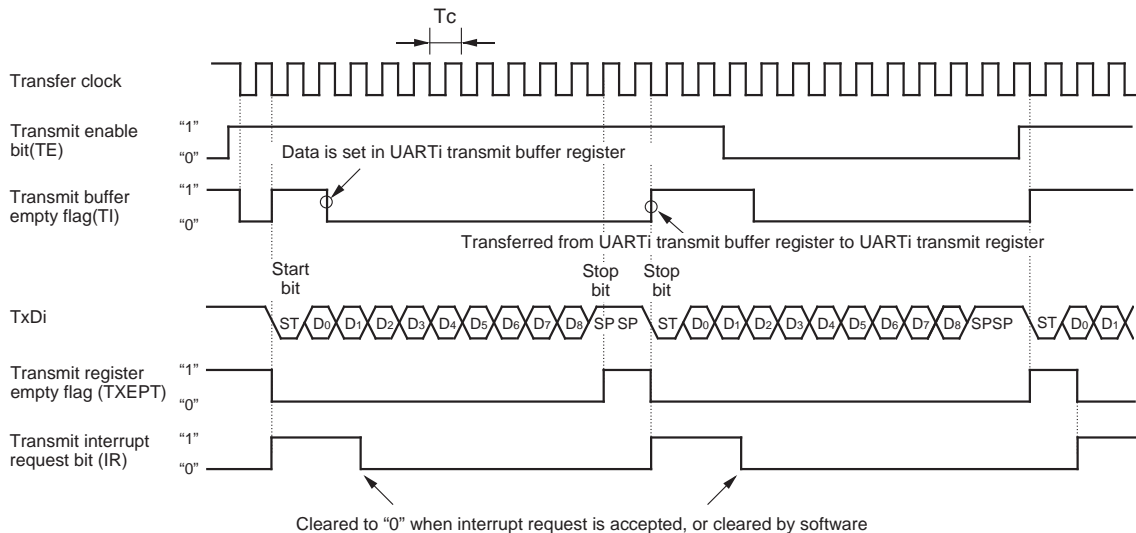 Tc
Transfer clock
Transmit enable
bit(TE)
“1”
“0”
Data is set in UARTi transmit buffer register
Transmit buffer
empty flag(TI)
“1”
“0”
Transferred from UARTi transmit buffer register to UARTi transmit register
Start
bit
Stop
bit
Stop
bit
TxDi
ST D0 D1 D2 D3 D4 D5 D6 D7 D8 SP SP ST D0 D1 D2 D3 D4 D5 D6 D7 D8 SPSP ST D0 D1
Transmit register
empty flag (TXEPT)
“1”
“0”
Transmit interrupt
request bit (IR)
“1”
“0”
Cleared to “0” when interrupt request is accepted, or cleared by software